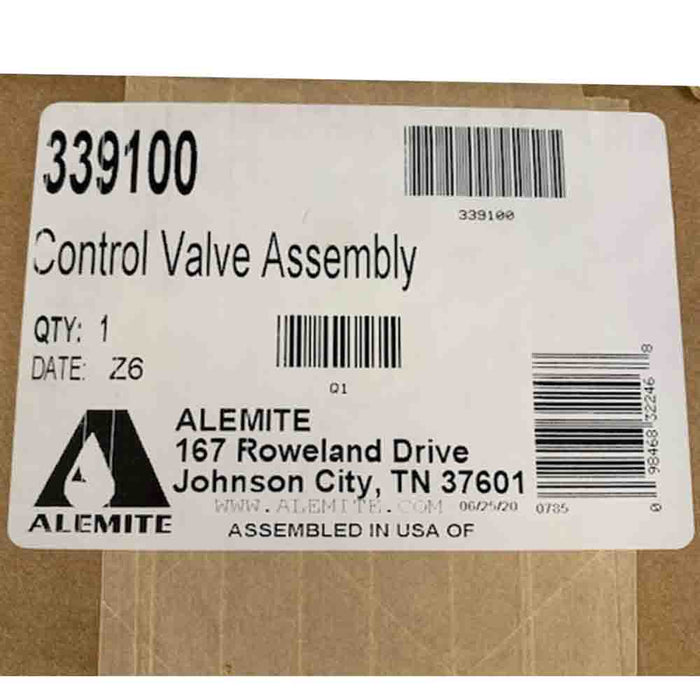 339100
339100
Control Valve Assembly
QTY: 1
DATE: Z6
Q1
ALEMITE
167 Roweland Drive
Johnson City, TN 37601
WWW.ALEMITE.COM 06/25/20 0785
ALEMITE
ASSEMBLED IN USA OF
0 98468 32246 8